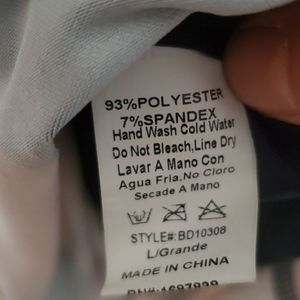 93%POLYESTER
7%SPANDEX
Hand Wash Cold Water
Do Not Bleach,Line Dry
Lavar A Mano Con
Agua Fria.No Cloro
Secade A Mano
STYLE#:BD10308
L/Grande
MADE IN CHINA